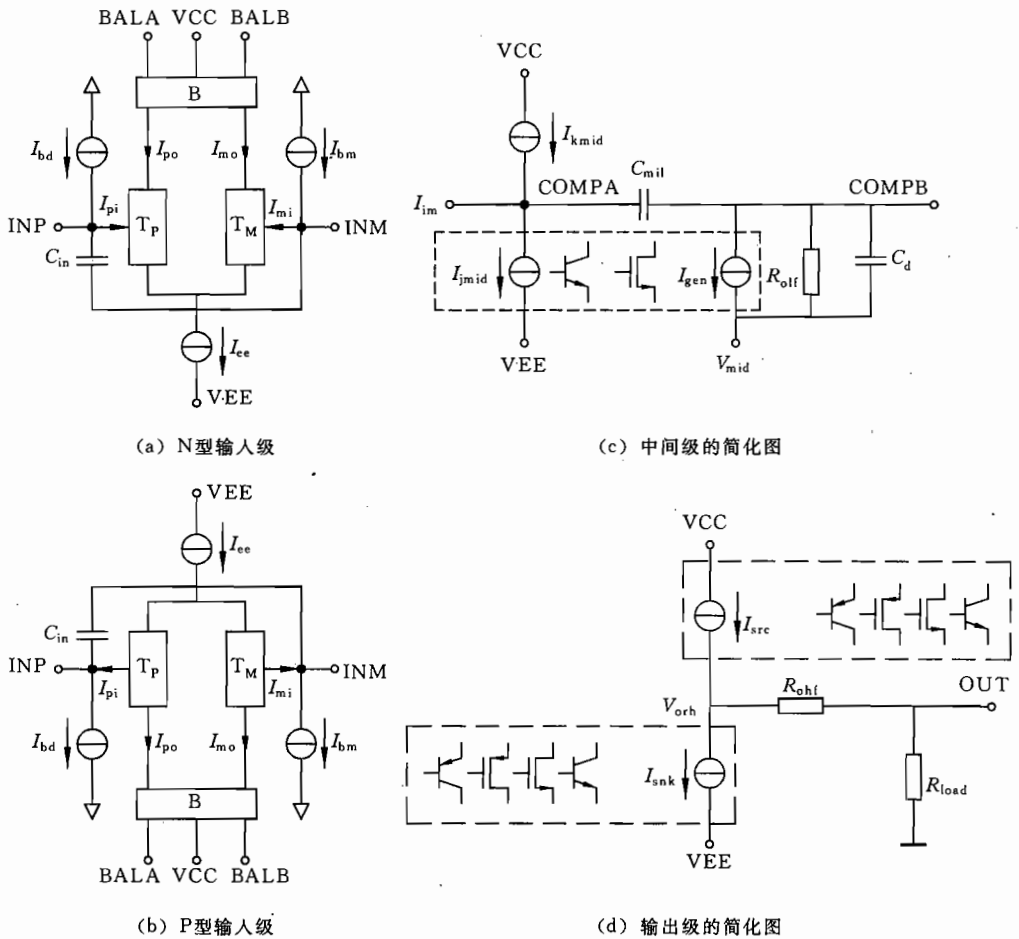 BALA VCC BALB
B
I_bd I_po I_mo I_bm
I_pi I_mi
INP T_P T_M INM
C_in
I_ee
VEE
(a) N型输入级
VCC
I_kmid
C_mil
I_im COMPA COMPB
I_jmid I_gen R_olf C_d
VEE V_mid
(c) 中间级的简化图
VEE
I_ee
C_in
INP T_P T_M INM
I_pi I_mi
I_bd I_po I_mo I_bm
B
BALA VCC BALB
(b) P型输入级
VCC
I_src
V_orh R_ohf OUT
I_snk R_load
VEE
(d) 输出级的简化图